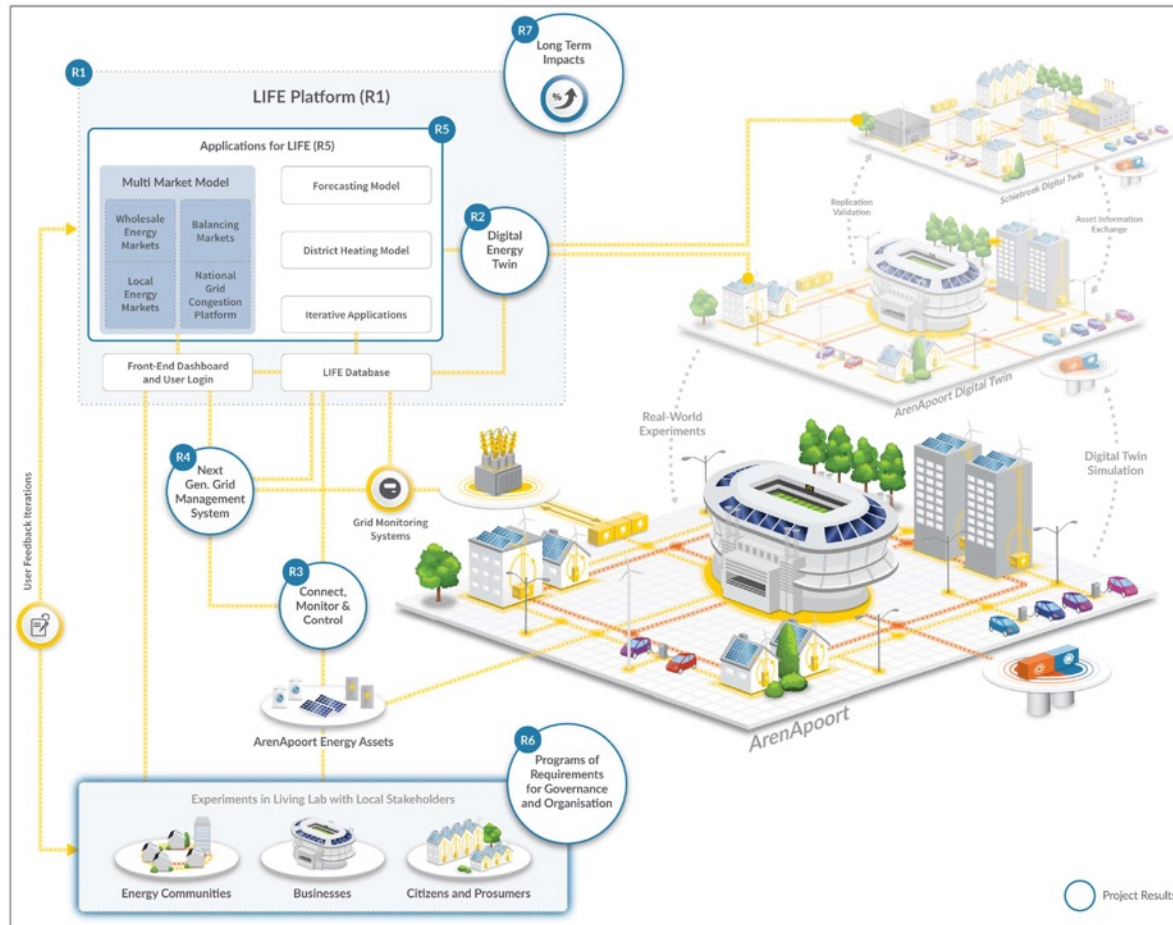 R7
Long Term
Impacts
%
R1
LIFE Platform (R1)
R5
Applications for LIFE (R5)
Multi Market Model
Wholesale
Energy
Markets
Balancing
Markets
Local
Energy
Markets
National
Grid
Congestion
Platform
Forecasting Model
District Heating Model
Iterative Applications
R2
Digital
Energy
Twin
Front-End Dashboard
and User Login
LIFE Database
Schiebroek Digital Twin
Replication
Validation
Asset Information
Exchange
ArenApoort Digital Twin
Real-World
Experiments
Digital Twin
Simulation
R4
Next
Gen. Grid
Management
System
Grid Monitoring
Systems
R3
Connect,
Monitor &
Control
User Feedback Iterations
ArenApoort Energy Assets
ArenApoort
R6
Programs of
Requirements
for Governance
and Organisation
Experiments in Living Lab with Local Stakeholders
Energy Communities
Businesses
Citizens and Prosumers
Project Results